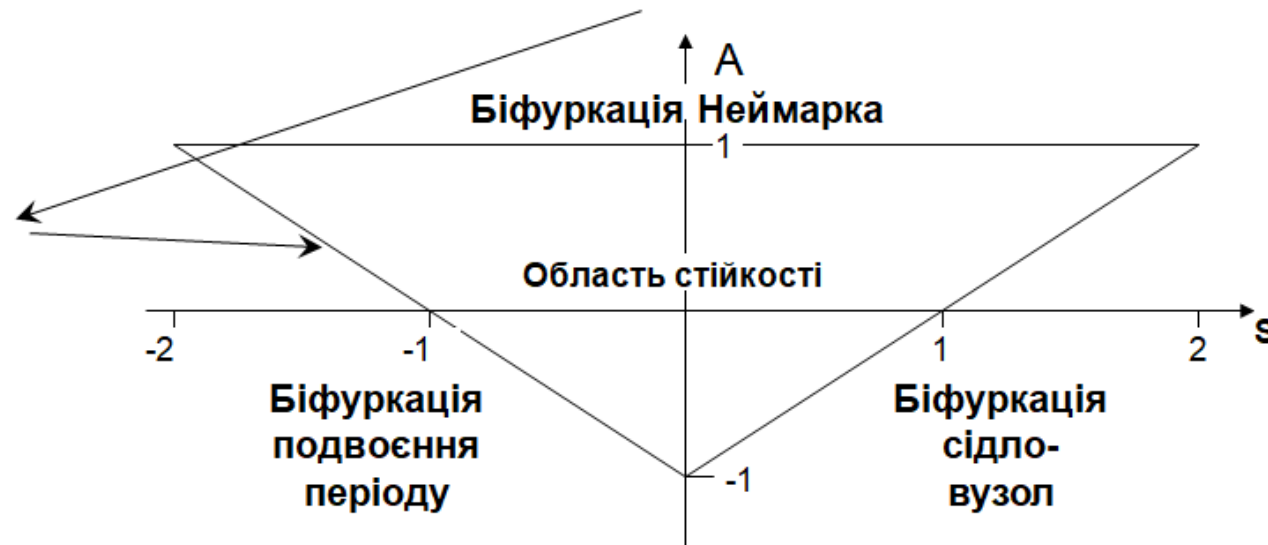 A
Біфуркація Неймарка
1
Область стійкості
-2
-1
1
2
s
Біфуркація
подвоєння
періоду
Біфуркація
сідло-
вузол
-1